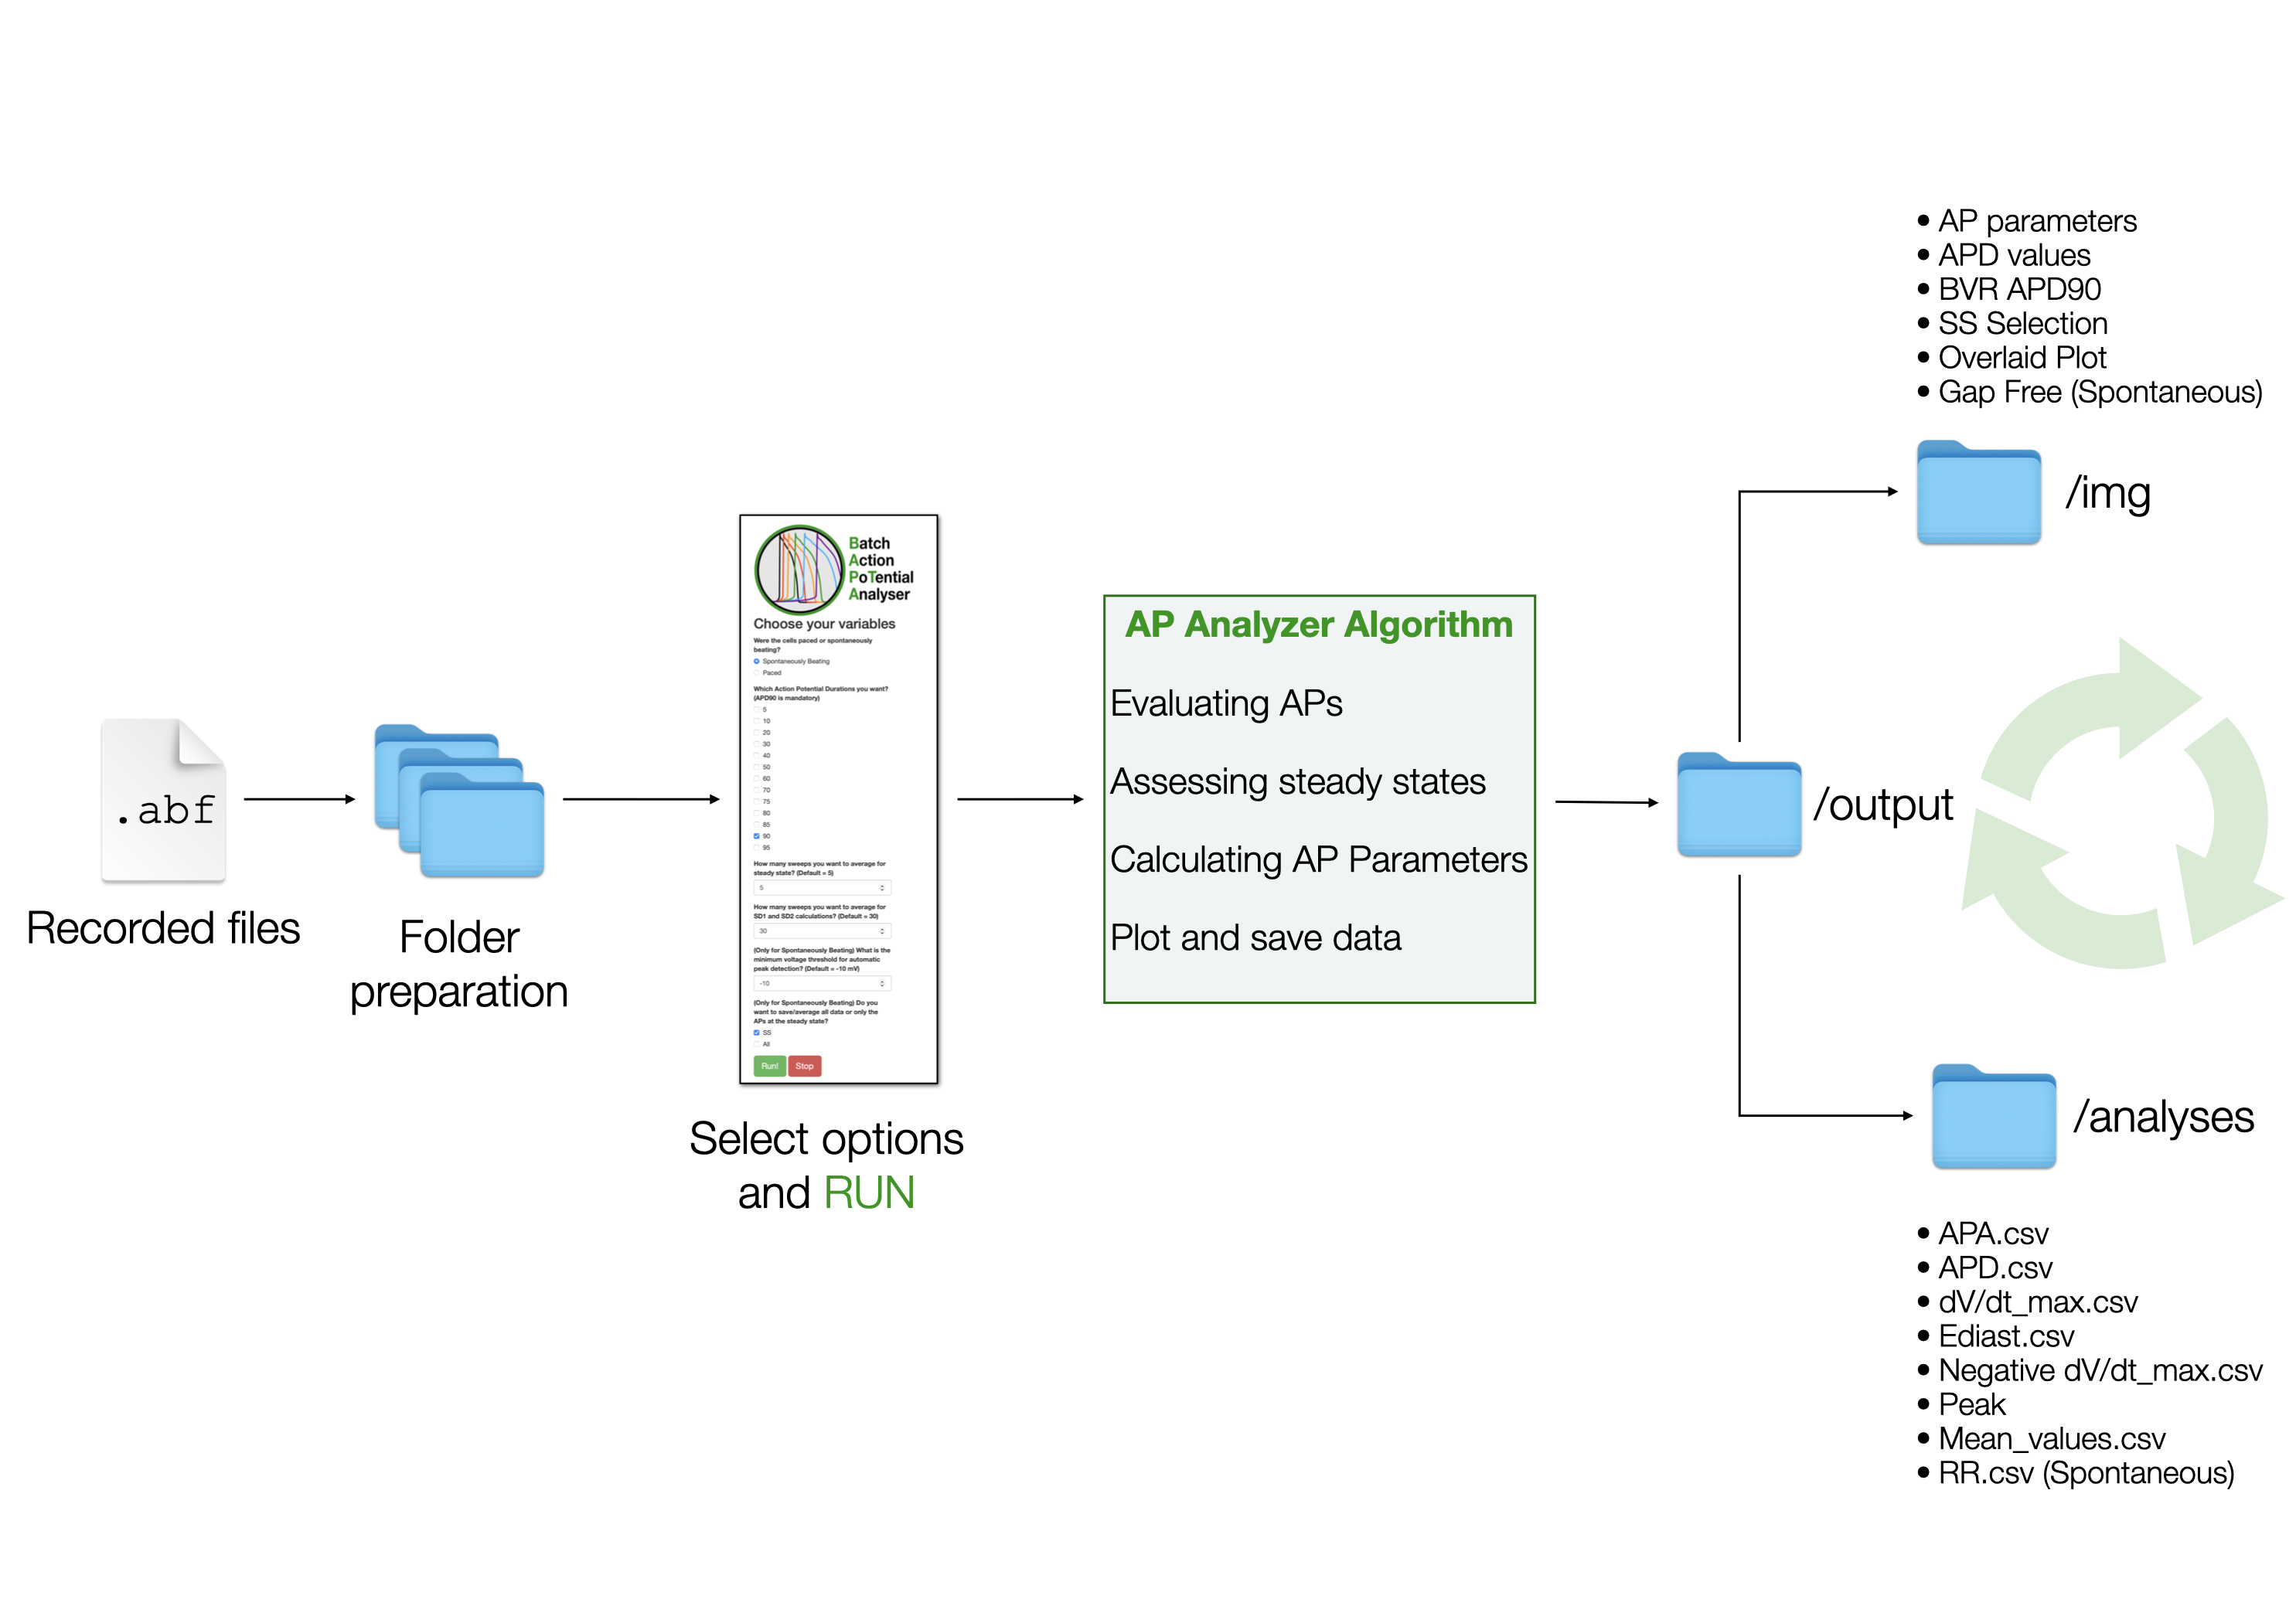 .abf
Recorded files
Folder
preparation
Batch
Action
PoTential
Analyser
Choose your variables
Were the cells paced or spontaneously
beating?
Spontaneously Beating
Paced
Which Action Potential Durations you want?
(APD90 is mandatory)
5
10
20
30
40
50
60
70
75
80
85
90
95
How many sweeps you want to average for
steady state? (Default = 5)
5
How many sweeps you want to average for
SD1 and SD2 calculations? (Default = 30)
30
(Only for Spontaneously Beating) What is the
minimum voltage threshold for automatic
peak detection? (Default = -10 mV)
-10
(Only for Spontaneously Beating) Do you
want to save/average all data or only the
APs at the steady state?
SS
All
Run! Stop
Select options
and RUN
AP Analyzer Algorithm
Evaluating APs
Assessing steady states
Calculating AP Parameters
Plot and save data
/output
• AP parameters
• APD values
• BVR APD90
• SS Selection
• Overlaid Plot
• Gap Free (Spontaneous)
/img
/analyses
• APA.csv
• APD.csv
• dV/dt_max.csv
• Ediast.csv
• Negative dV/dt_max.csv
• Peak
• Mean_values.csv
• RR.csv (Spontaneous)